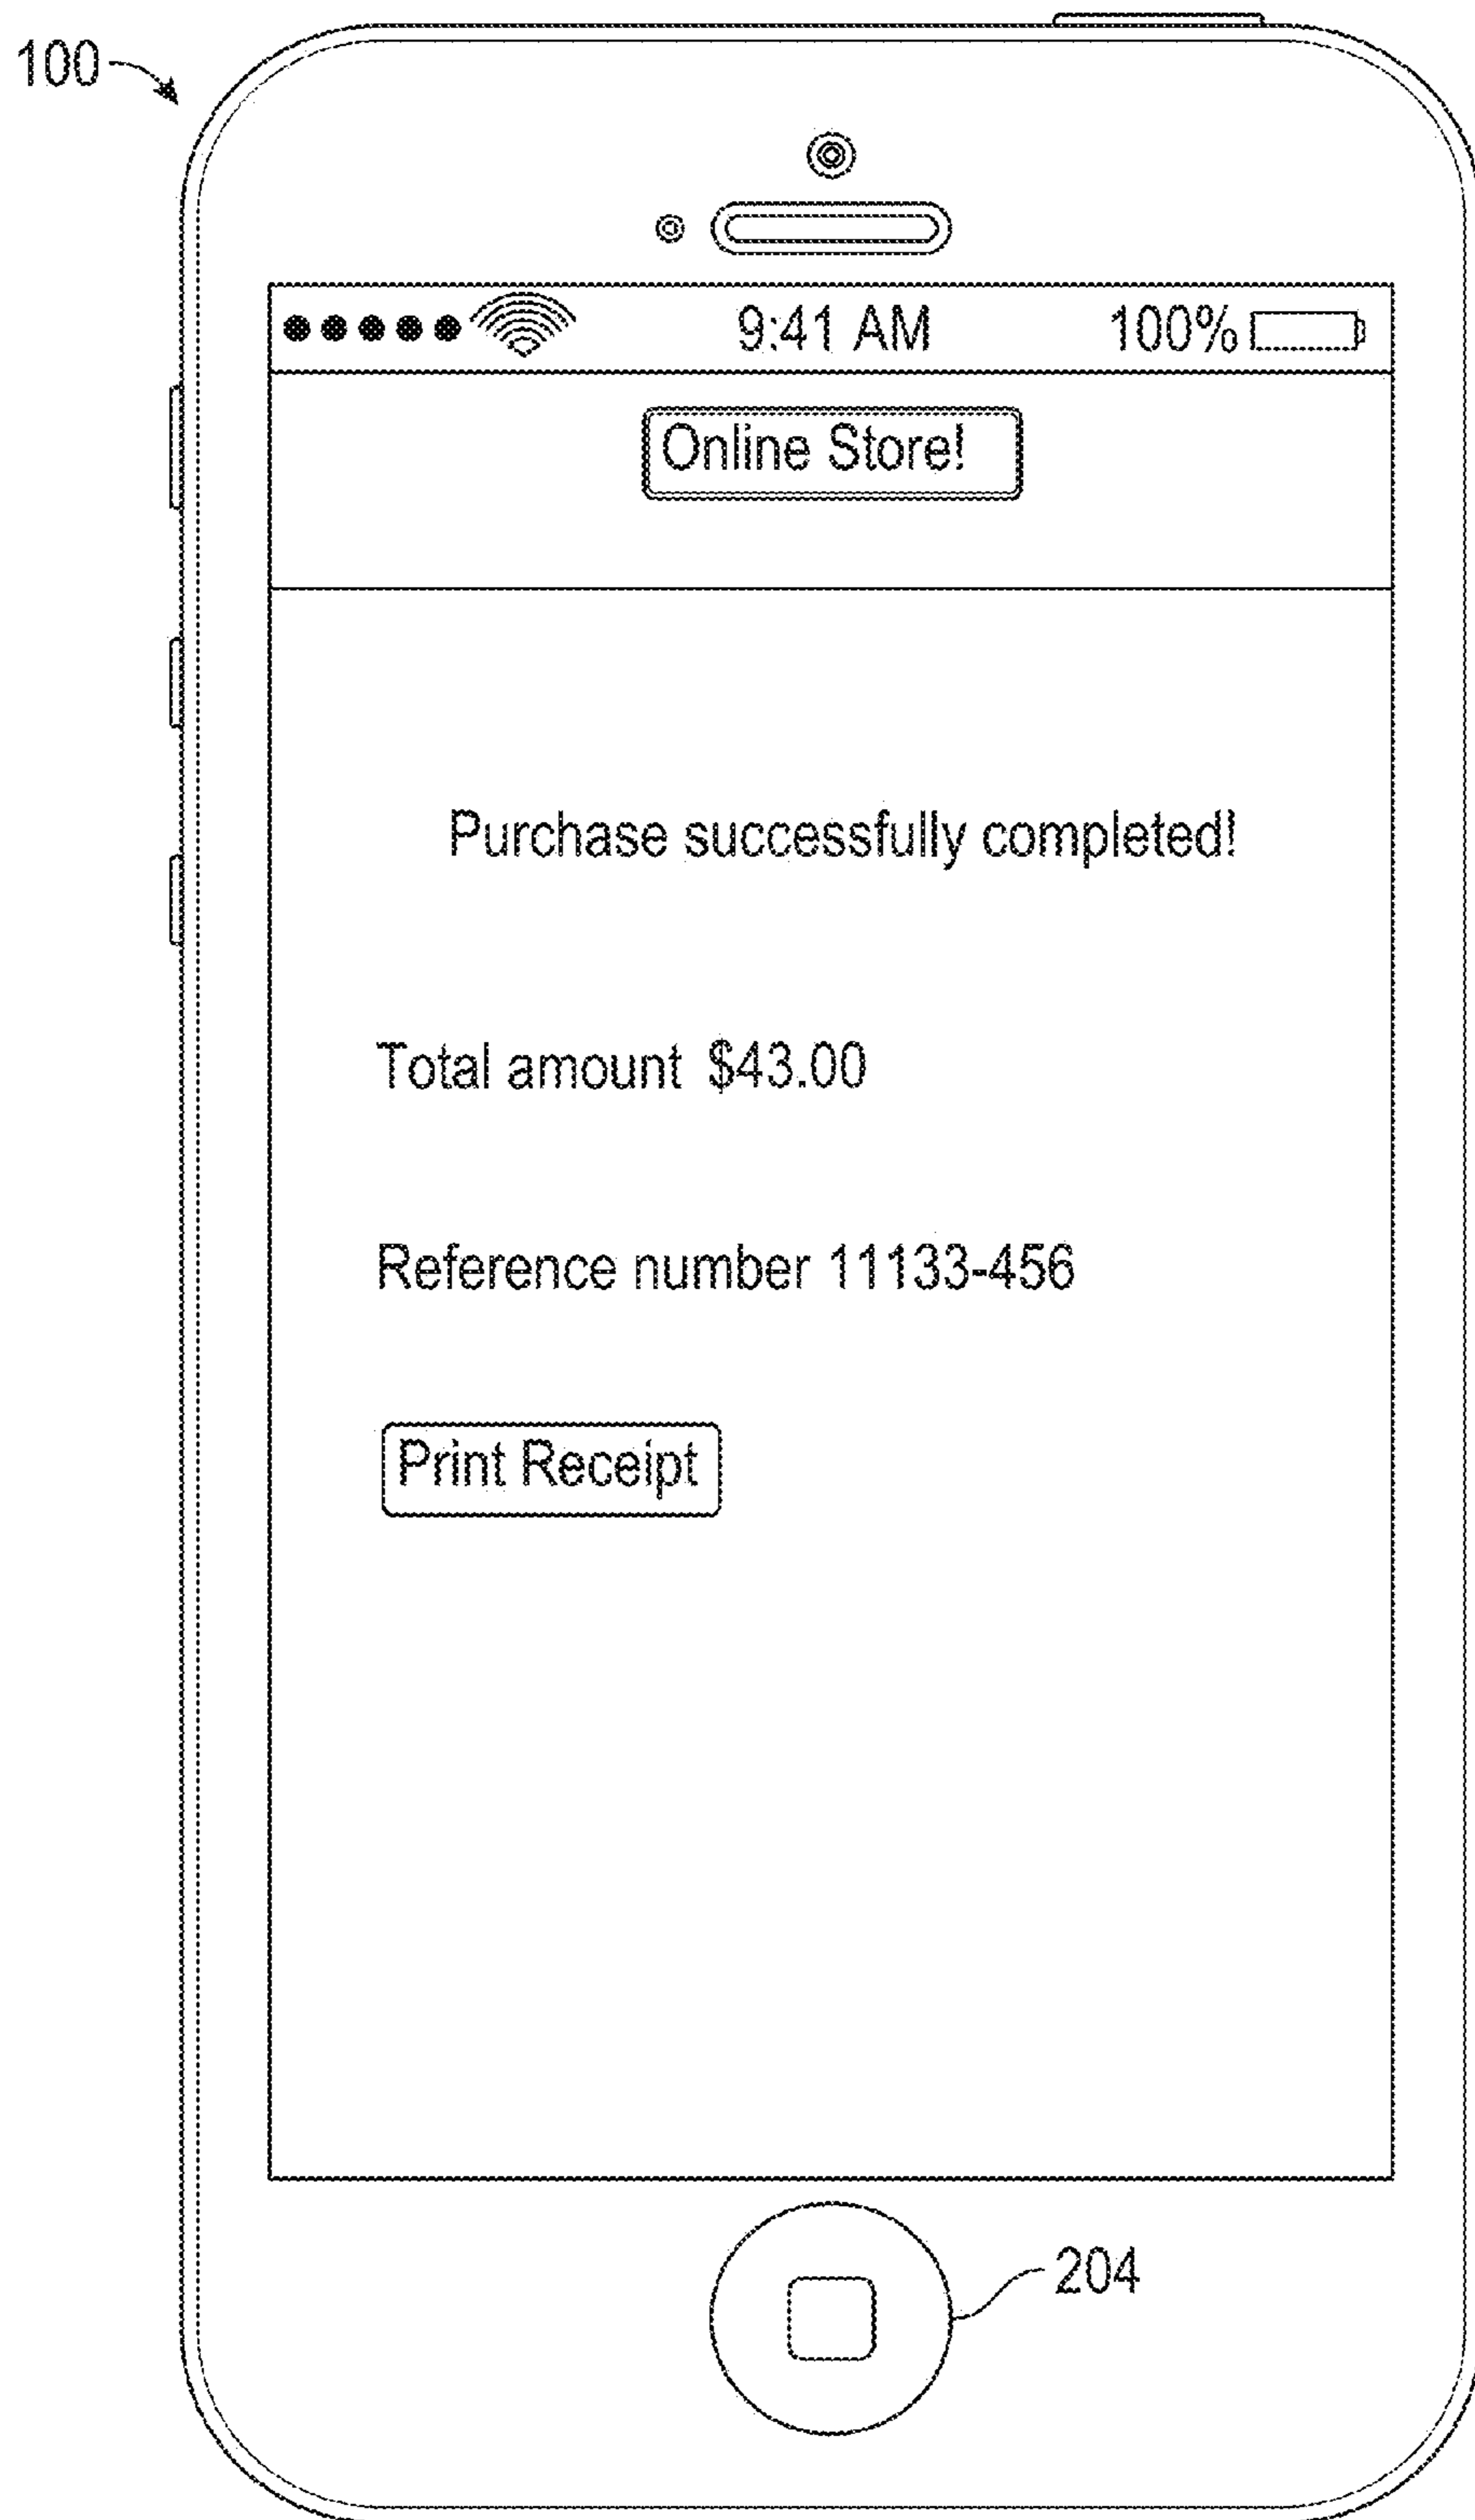 100
9:41 AM 100%
Online Store!
Purchase successfully completed!
Total amount $43.00
Reference number 11133-456
Print Receipt
204